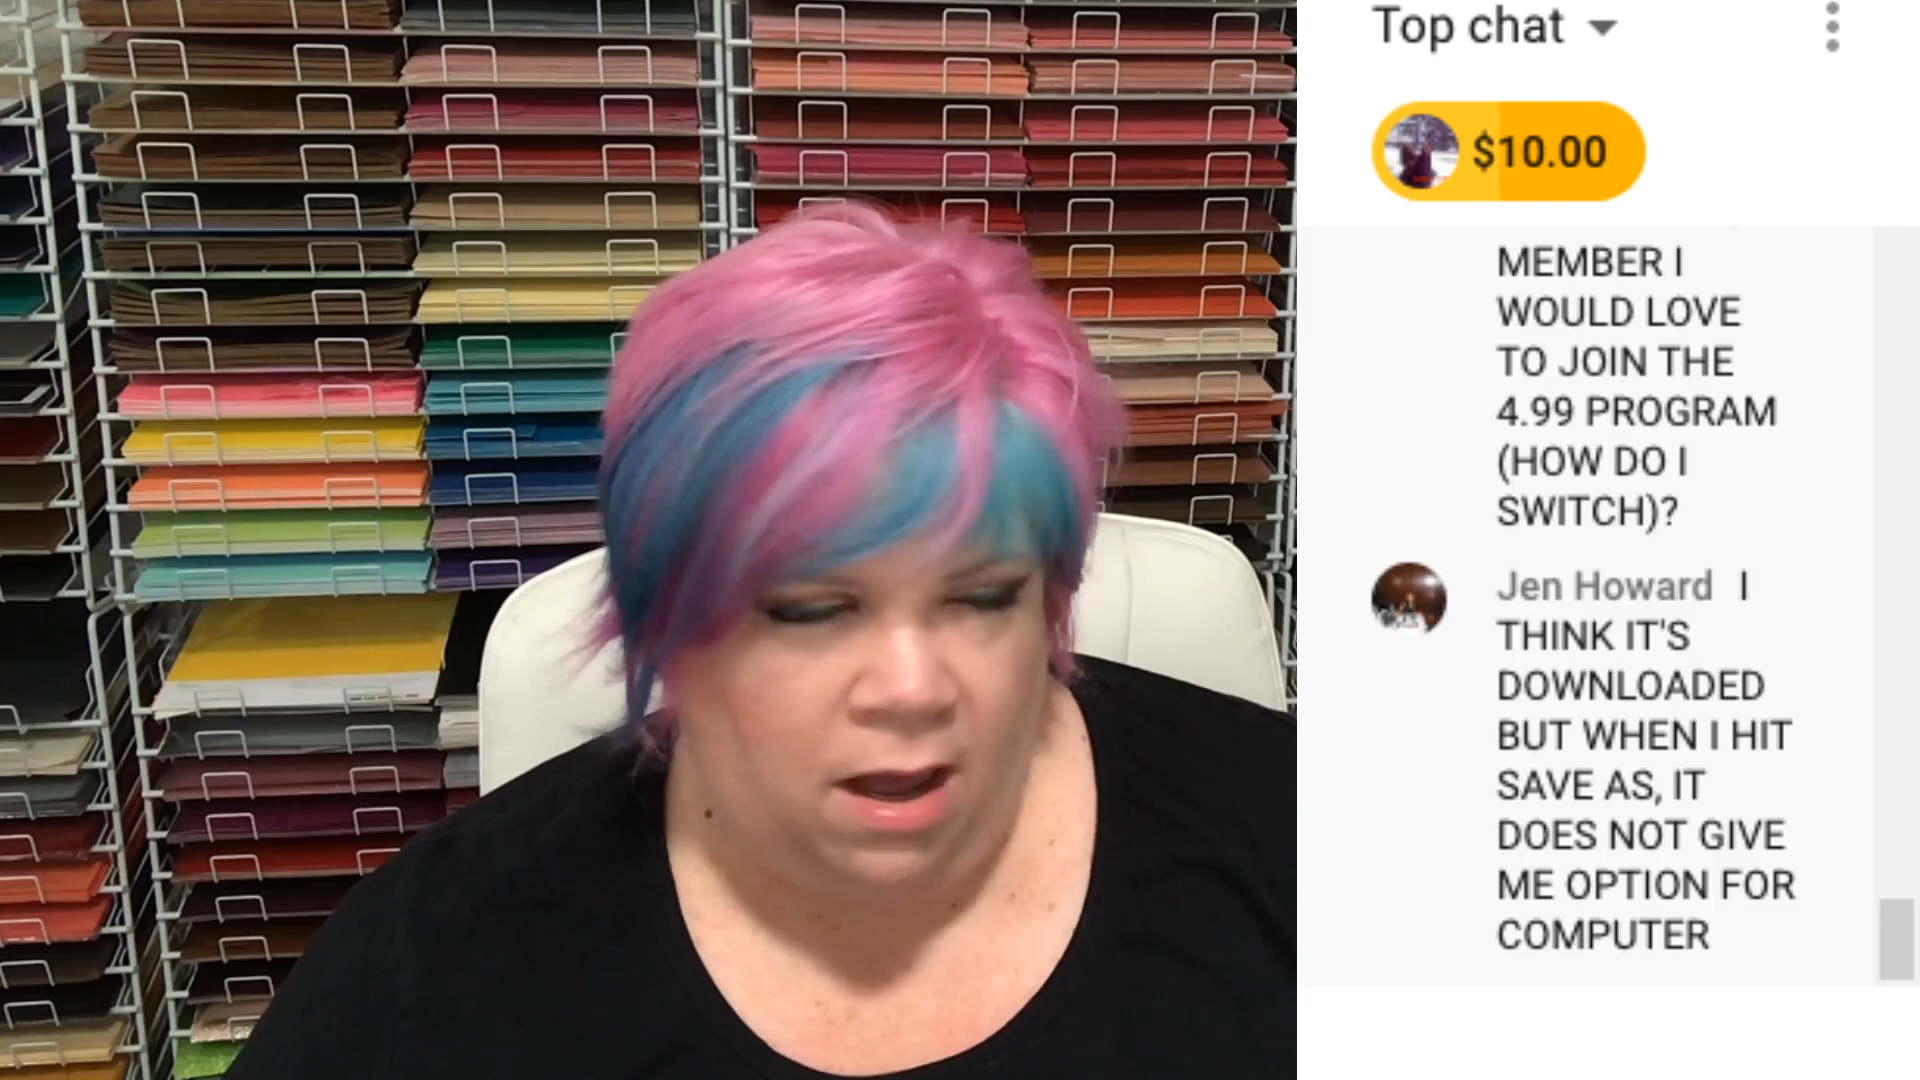 Top chat
$10.00
MEMBER I
WOULD LOVE
TO JOIN THE
4.99 PROGRAM
(HOW DO I
SWITCH)?
Jen Howard I
THINK IT'S
DOWNLOADED
BUT WHEN I HIT
SAVE AS, IT
DOES NOT GIVE
ME OPTION FOR
COMPUTER